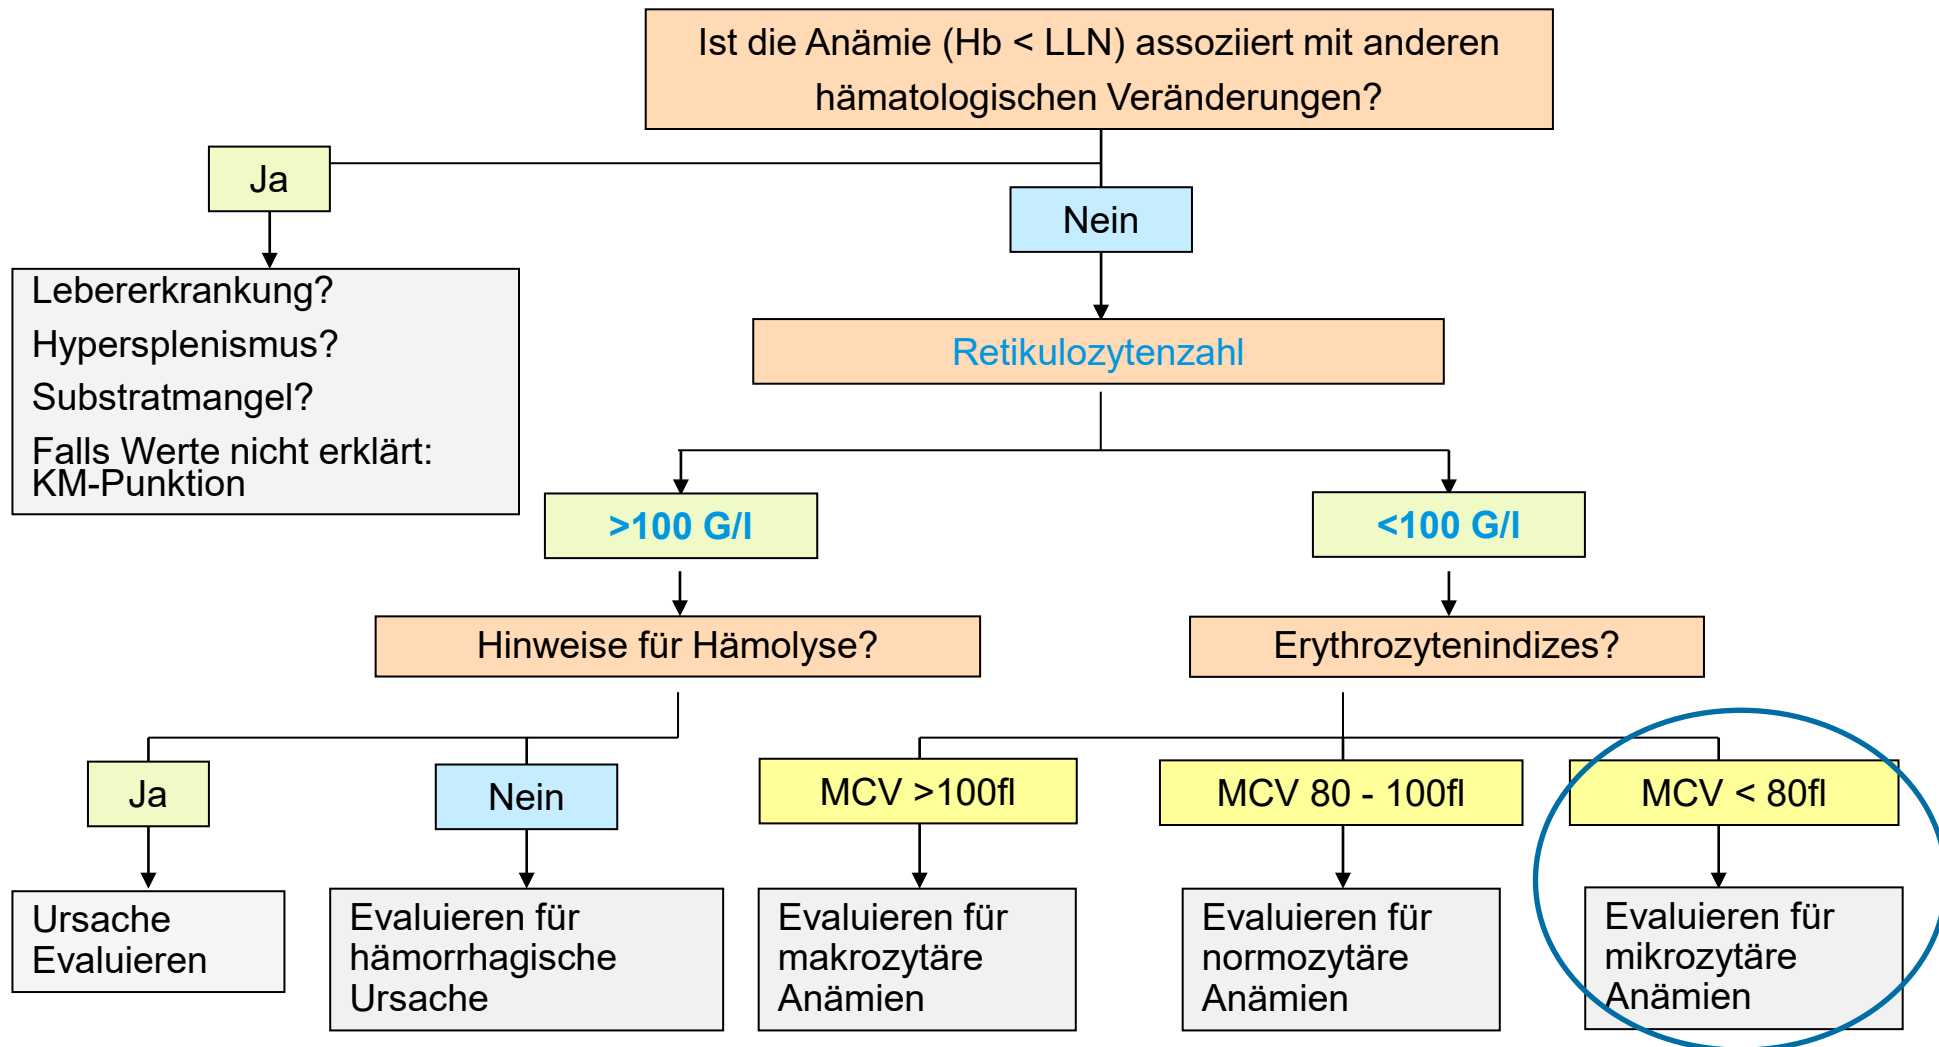 Ist die Anämie (Hb < LLN) assoziiert mit anderen
hämatologischen Veränderungen?
Ja
Nein
Lebererkrankung?
Hypersplenismus?
Substratmangel?
Falls Werte nicht erklärt:
KM-Punktion
Retikulozytenzahl
>100 G/l
<100 G/l
Hinweise für Hämolyse?
Erythrozytenindizes?
Ja
Nein
MCV >100fl
MCV 80 - 100fl
MCV < 80fl
Ursache
Evaluieren
Evaluieren für
hämorrhagische
Ursache
Evaluieren für
makrozytäre
Anämien
Evaluieren für
normozytäre
Anämien
Evaluieren für
mikrozytäre
Anämien